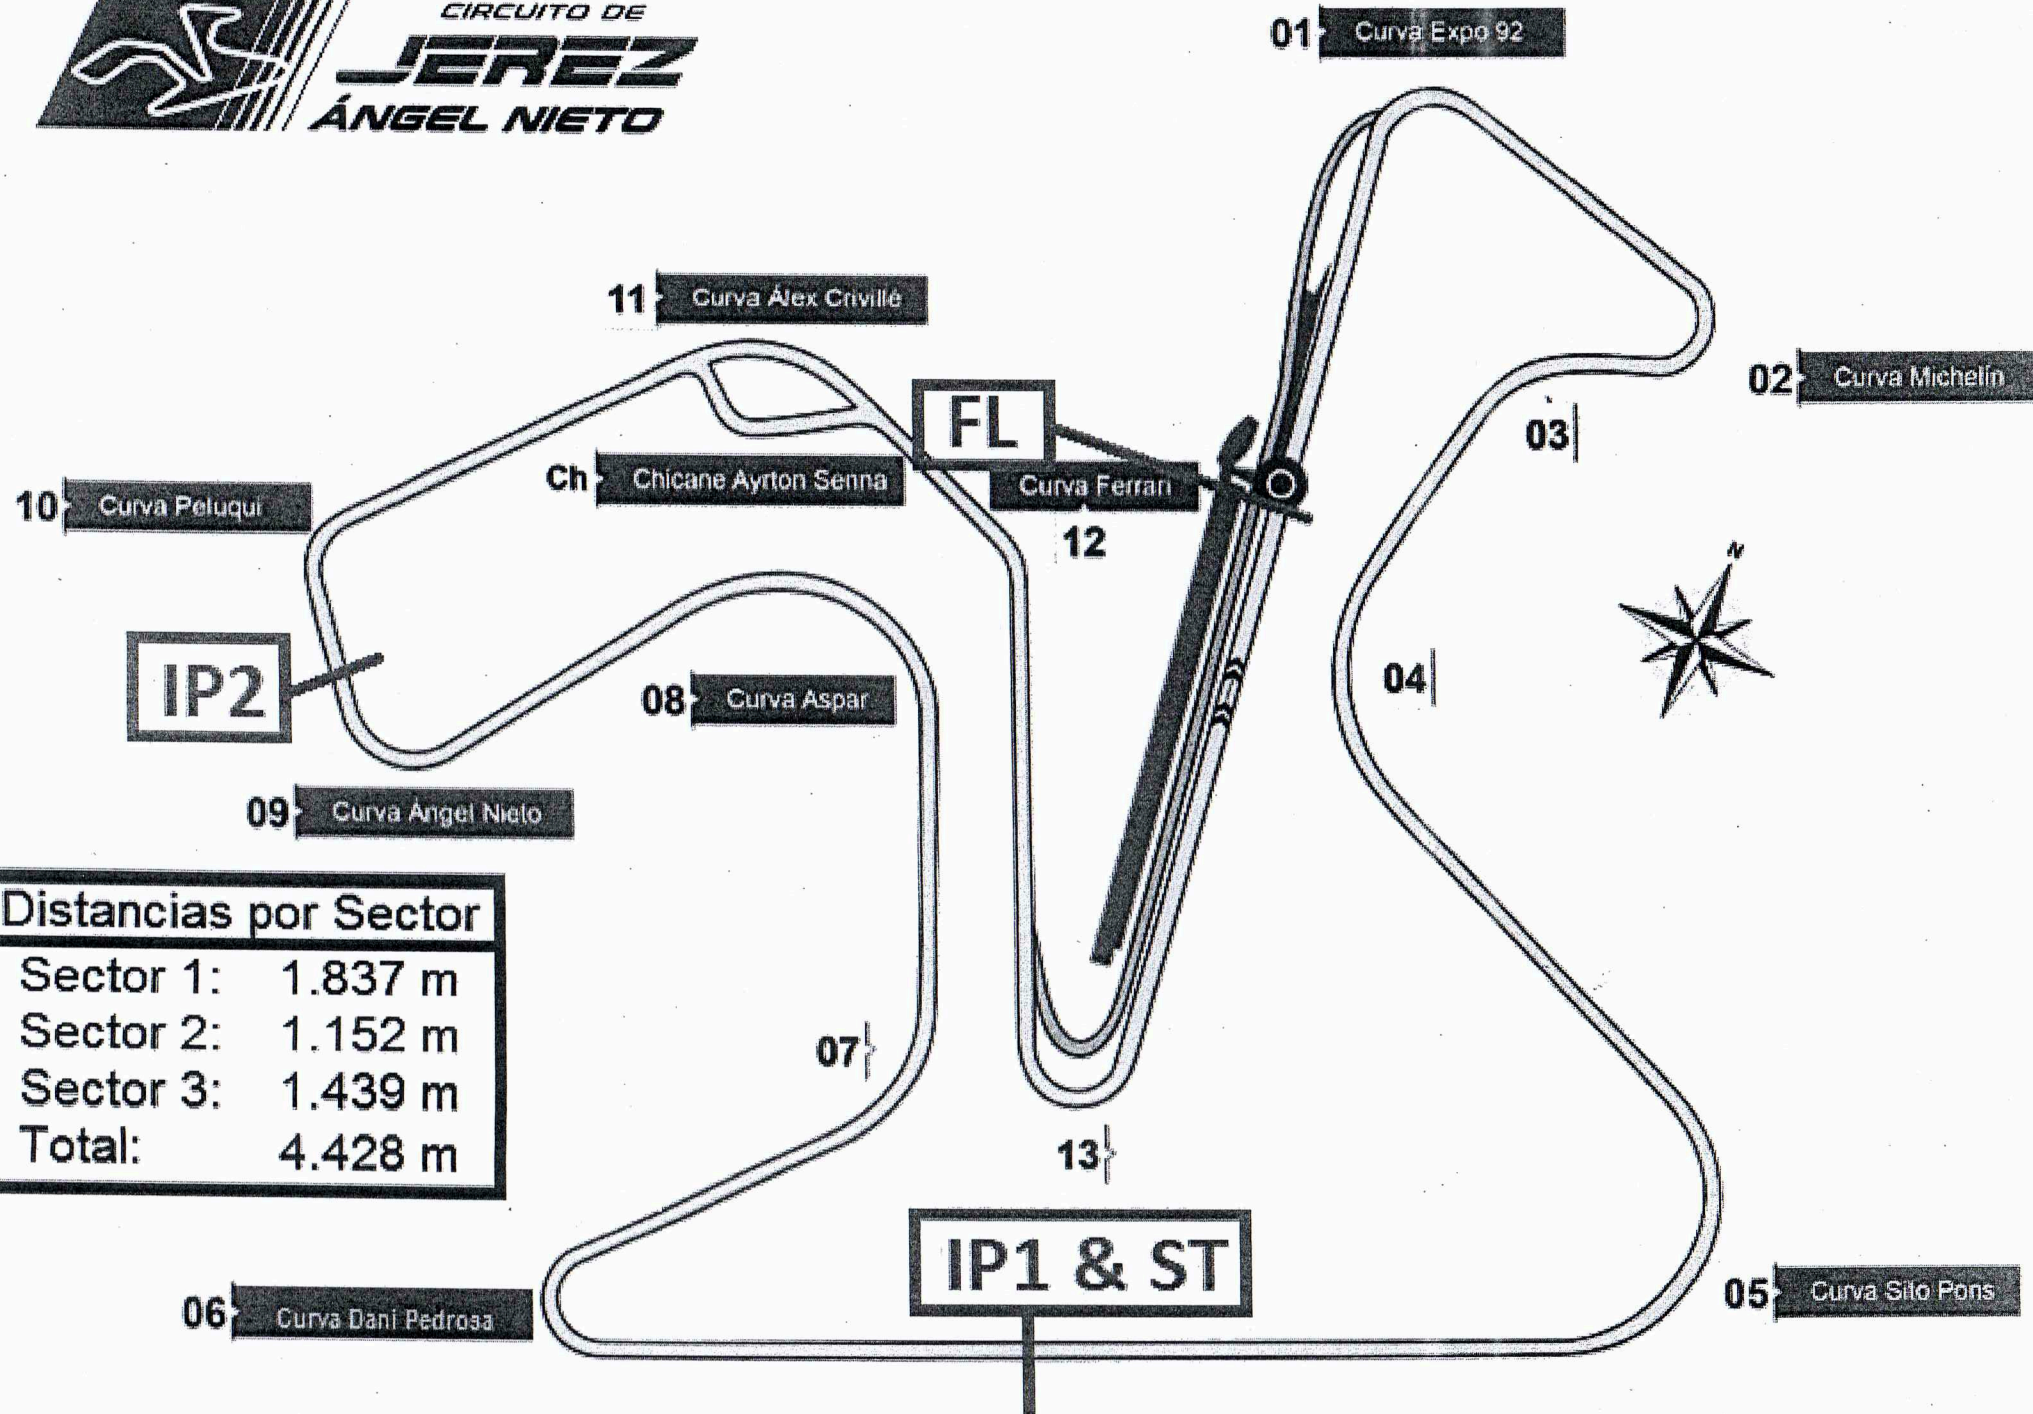 CIRCUITO DE
JEREZ
ÁNGEL NIETO
01 Curva Expo 92
11 Curva Álex Crivillé
02 Curva Michelín
FL
03
Ch Chicane Ayrton Senna
Curva Ferrari
12
10 Curva Peluqui
N
IP2
08 Curva Aspar
04
09 Curva Ángel Nieto
Distancias por Sector
Sector 1: 1.837 m
Sector 2: 1.152 m
Sector 3: 1.439 m
Total: 4.428 m
07
13
IP1 & ST
06 Curva Dani Pedrosa
05 Curva Sito Pons